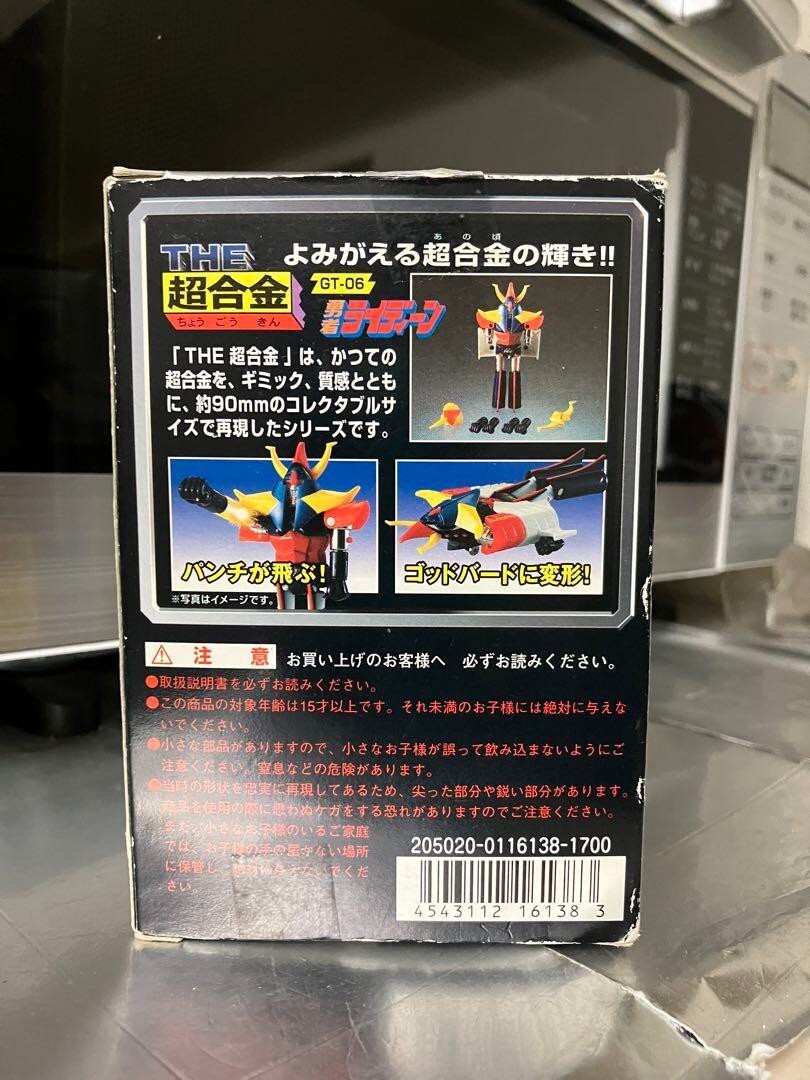 THE
超合金
ちょうごうきん
あの頃
よみがえる超合金の輝き!!
GT-06
勇者ライディーン
「THE 超合金」は、かつての
超合金を、ギミック、質感ととも
に、約90mmのコレクタブルサ
イズで再現したシリーズです。
パンチが飛ぶ!
ゴッドバードに変形!
※写真はイメージです。
注 意 お買い上げのお客様へ 必ずお読みください。
●取扱説明書を必ずお読みください。
●この商品の対象年齢は15才以上です。それ未満のお子様には絶対に与えな
いでください。
●小さな部品がありますので、小さなお子様が誤って飲み込まないようにご
注意ください。窒息などの危険があります。
●当時の形状を忠実に再現してあるため、尖った部分や鋭い部分があります。
商品を使用の際に思わぬケガをする恐れがありますのでご注意ください。
また、小さなお子様のいるご家庭
では、お子様の手の届かない場所
に保管し、絶対に与えないでくだ
さい。
205020-0116138-1700
4543112 16138 3